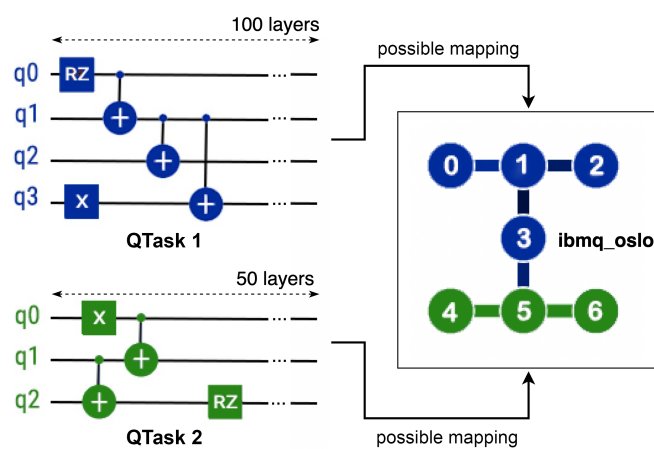 100 layers
q0 RZ ...
q1 + ...
q2 + ...
q3 X + ...
QTask 1
50 layers
q0 X ...
q1 + ...
q2 + RZ ...
QTask 2
possible mapping
0 1 2
3 ibmq_oslo
4 5 6
possible mapping